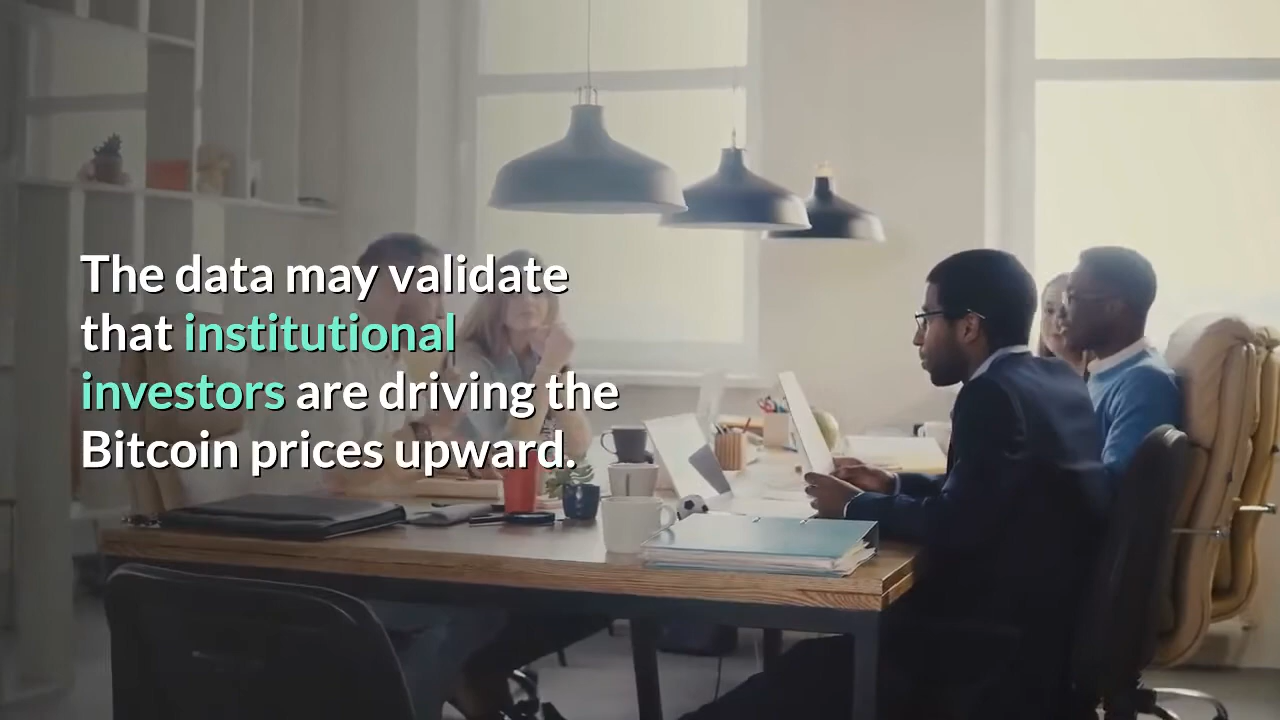 The data may validate
that institutional
investors are driving the
Bitcoin prices upward.